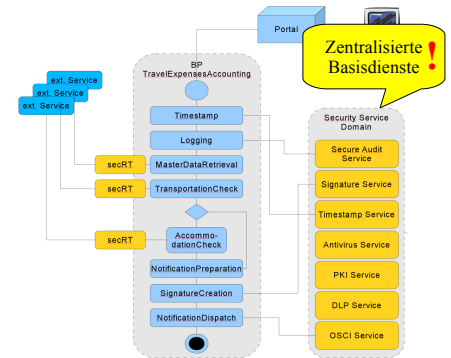 Portal
Zentralisierte
Basisdienste !
ext. Service
ext. Service
ext. Service
BP
TravelExpensesAccounting
Timestamp
Logging
secRT
MasterDataRetrieval
secRT
TransportationCheck
secRT
Accommo-
dationCheck
NotificationPreparation
SignatureCreation
NotificationDispatch
Security Service
Domain
Secure Audit
Service
Signature Service
Timestamp Service
Antivirus Service
PKI Service
DLP Service
OSCI Service